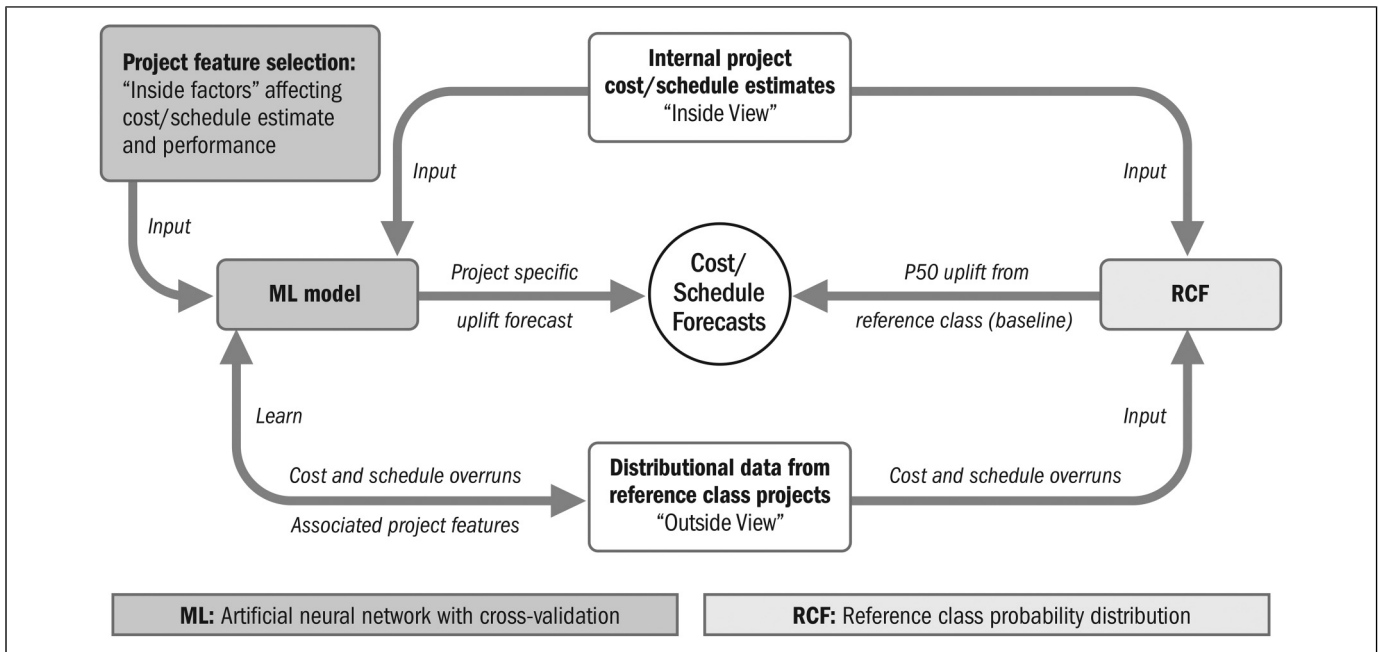 Project feature selection:
“Inside factors” affecting
cost/schedule estimate
and performance
Internal project
cost/schedule estimates
“Inside View”
Input
Input
Input
ML model
Project specific
uplift forecast
Cost/
Schedule
Forecasts
P50 uplift from
reference class (baseline)
RCF
Learn
Input
Cost and schedule overruns
Associated project features
Distributional data from
reference class projects
“Outside View”
Cost and schedule overruns
ML: Artificial neural network with cross-validation
RCF: Reference class probability distribution